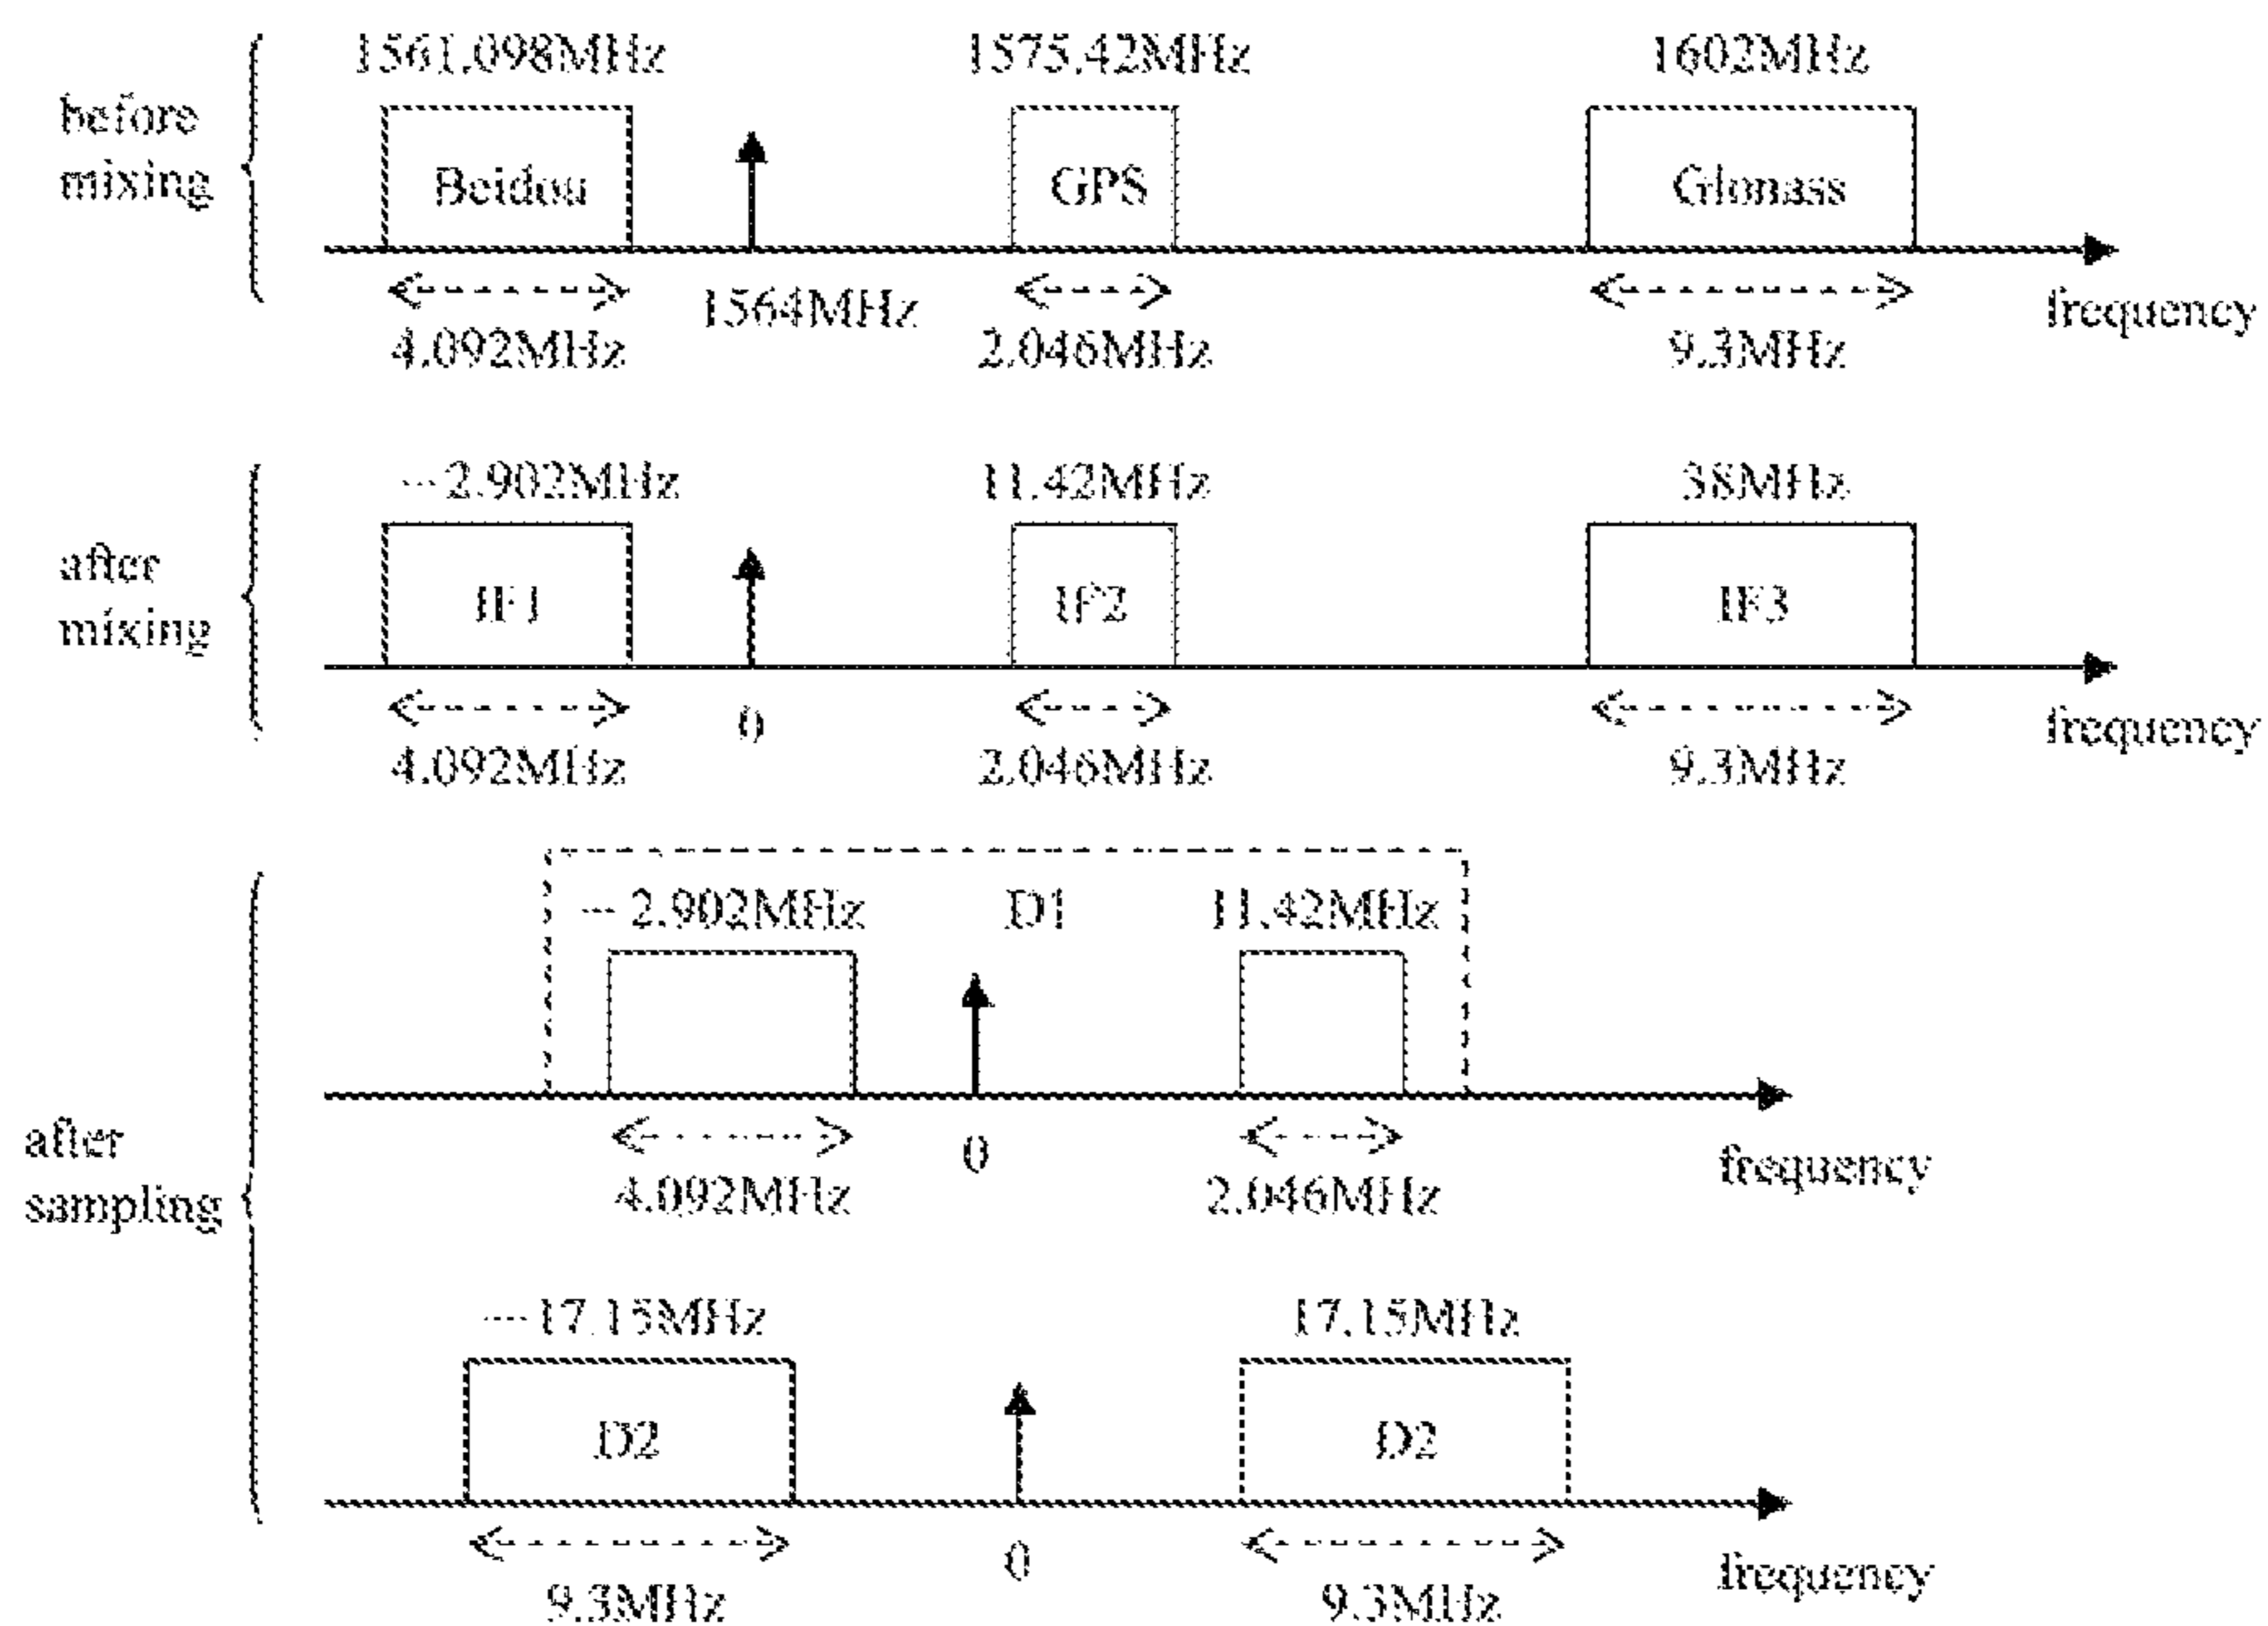 1561.098MHz 1575.42MHz 1602MHz
before
mixing
Beidou GPS Glonass
1564MHz frequency
4.092MHz 2.046MHz 9.3MHz
−2.902MHz 11.42MHz 38MHz
after
mixing
IF1 IF2 IF3
0 frequency
4.092MHz 2.046MHz 9.3MHz
−2.902MHz D1 11.42MHz
after
sampling
0 frequency
4.092MHz 2.046MHz
−17.15MHz 17.15MHz
D2 D2
0 frequency
9.3MHz 9.3MHz